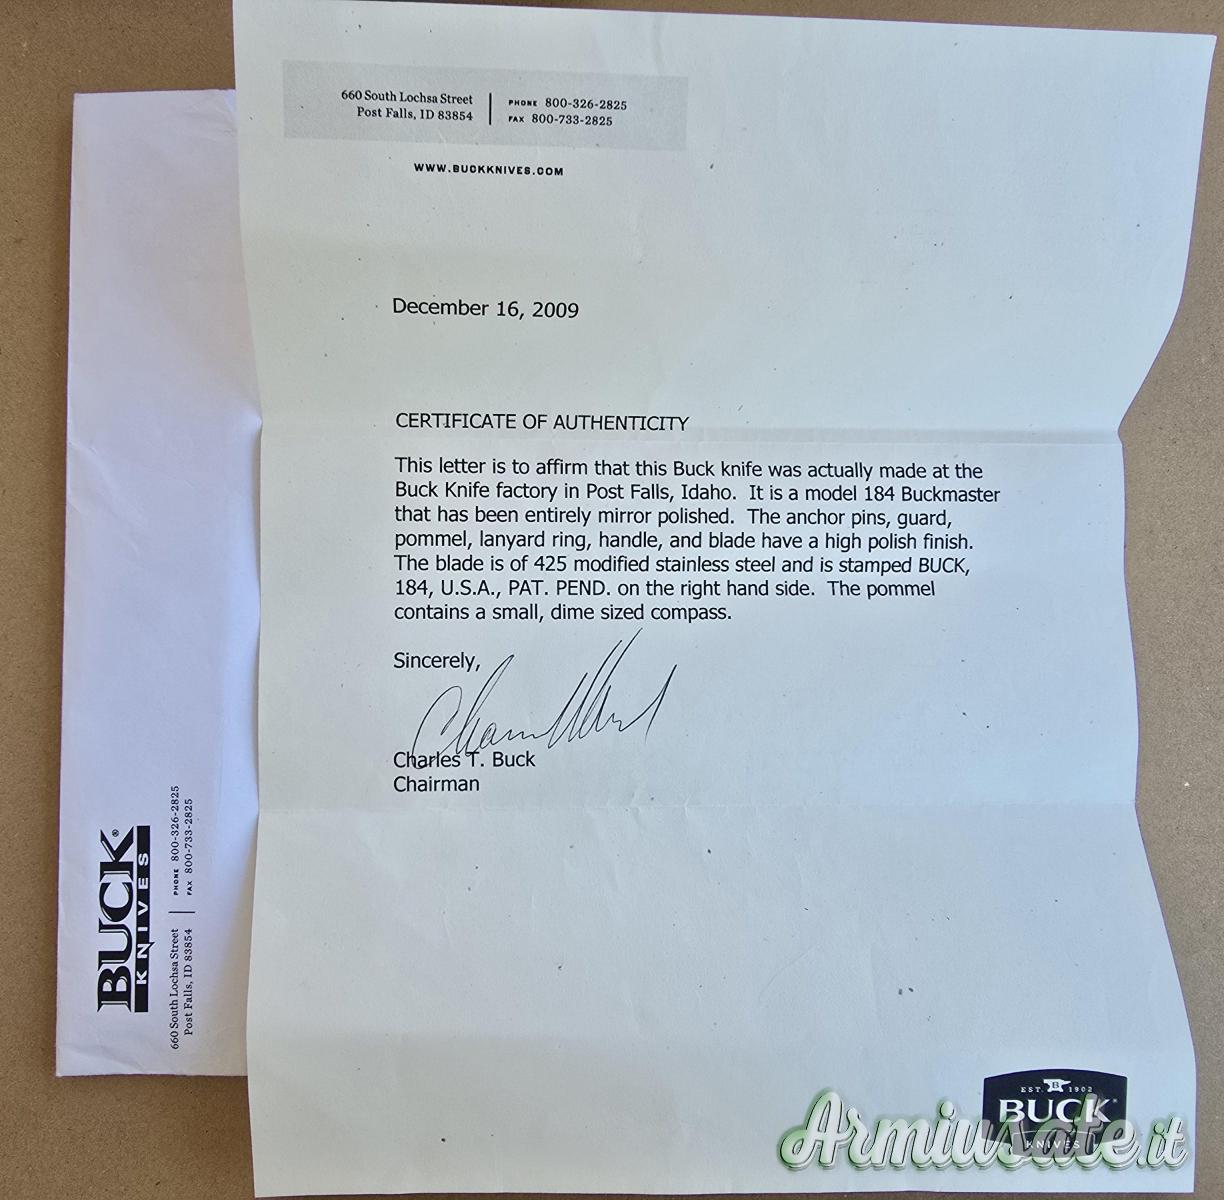 660 South Lochsa Street
Post Falls, ID 83854
PHONE 800-326-2825
FAX 800-733-2825
WWW.BUCKKNIVES.COM
December 16, 2009
CERTIFICATE OF AUTHENTICITY
This letter is to affirm that this Buck knife was actually made at the
Buck Knife factory in Post Falls, Idaho.  It is a model 184 Buckmaster
that has been entirely mirror polished.  The anchor pins, guard,
pommel, lanyard ring, handle, and blade have a high polish finish.
The blade is of 425 modified stainless steel and is stamped BUCK,
184, U.S.A., PAT. PEND. on the right hand side.  The pommel
contains a small, dime sized compass.
Sincerely,
Charles T. Buck
Chairman
BUCK®
KNIVES
660 South Lochsa Street
Post Falls, ID 83854
PHONE 800-326-2825
FAX 800-733-2825
EST. B 1902
BUCK
KNIVES
Armiusate.it